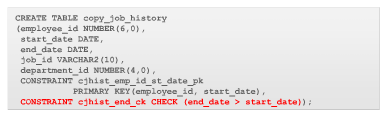 CREATE TABLE copy_job_history
(employee_id NUMBER(6,0),
start_date DATE,
end_date DATE,
job_id VARCHAR2(10),
department_id NUMBER(4,0),
CONSTRAINT cjhist_emp_id_st_date_pk
PRIMARY KEY(employee_id, start_date),
CONSTRAINT cjhist_end_ck CHECK (end_date > start_date));